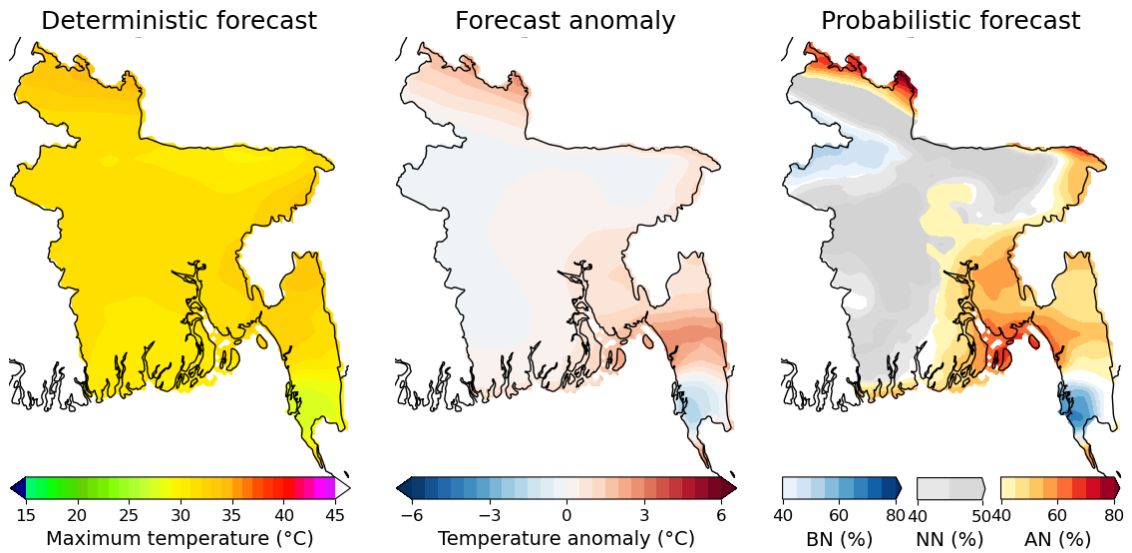 Deterministic forecast
Forecast anomaly
Probabilistic forecast
15 20 25 30 35 40 45
Maximum temperature (°C)
−6 −3 0 3 6
Temperature anomaly (°C)
40 60 80
BN (%)
40 50
NN (%)
40 60 80
AN (%)